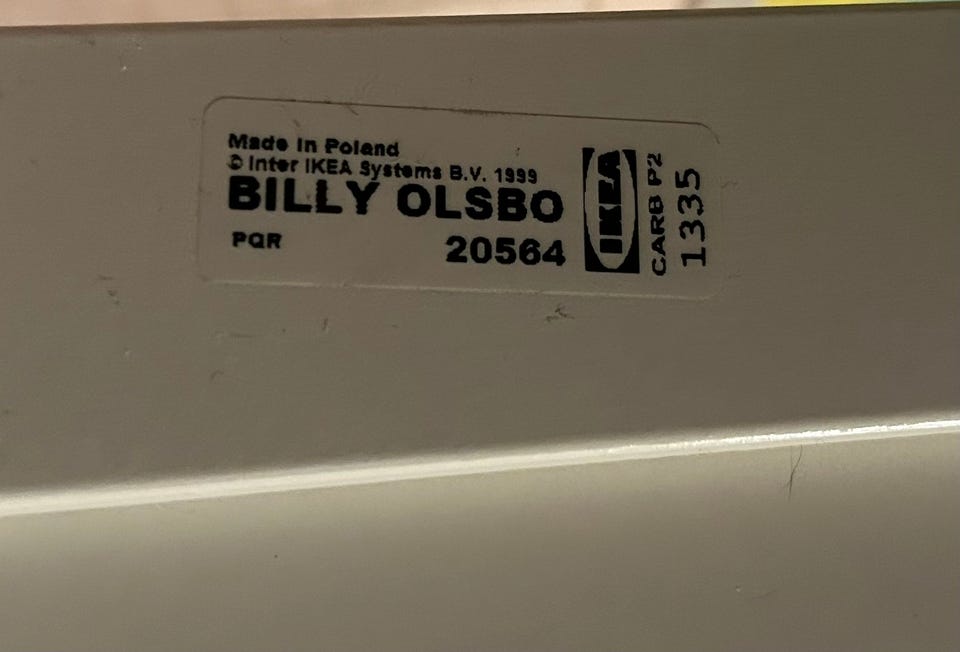 Made in Poland
© Inter IKEA Systems B.V. 1999
BILLY OLSBO
PQR
20564
IKEA
CARB P2
1335